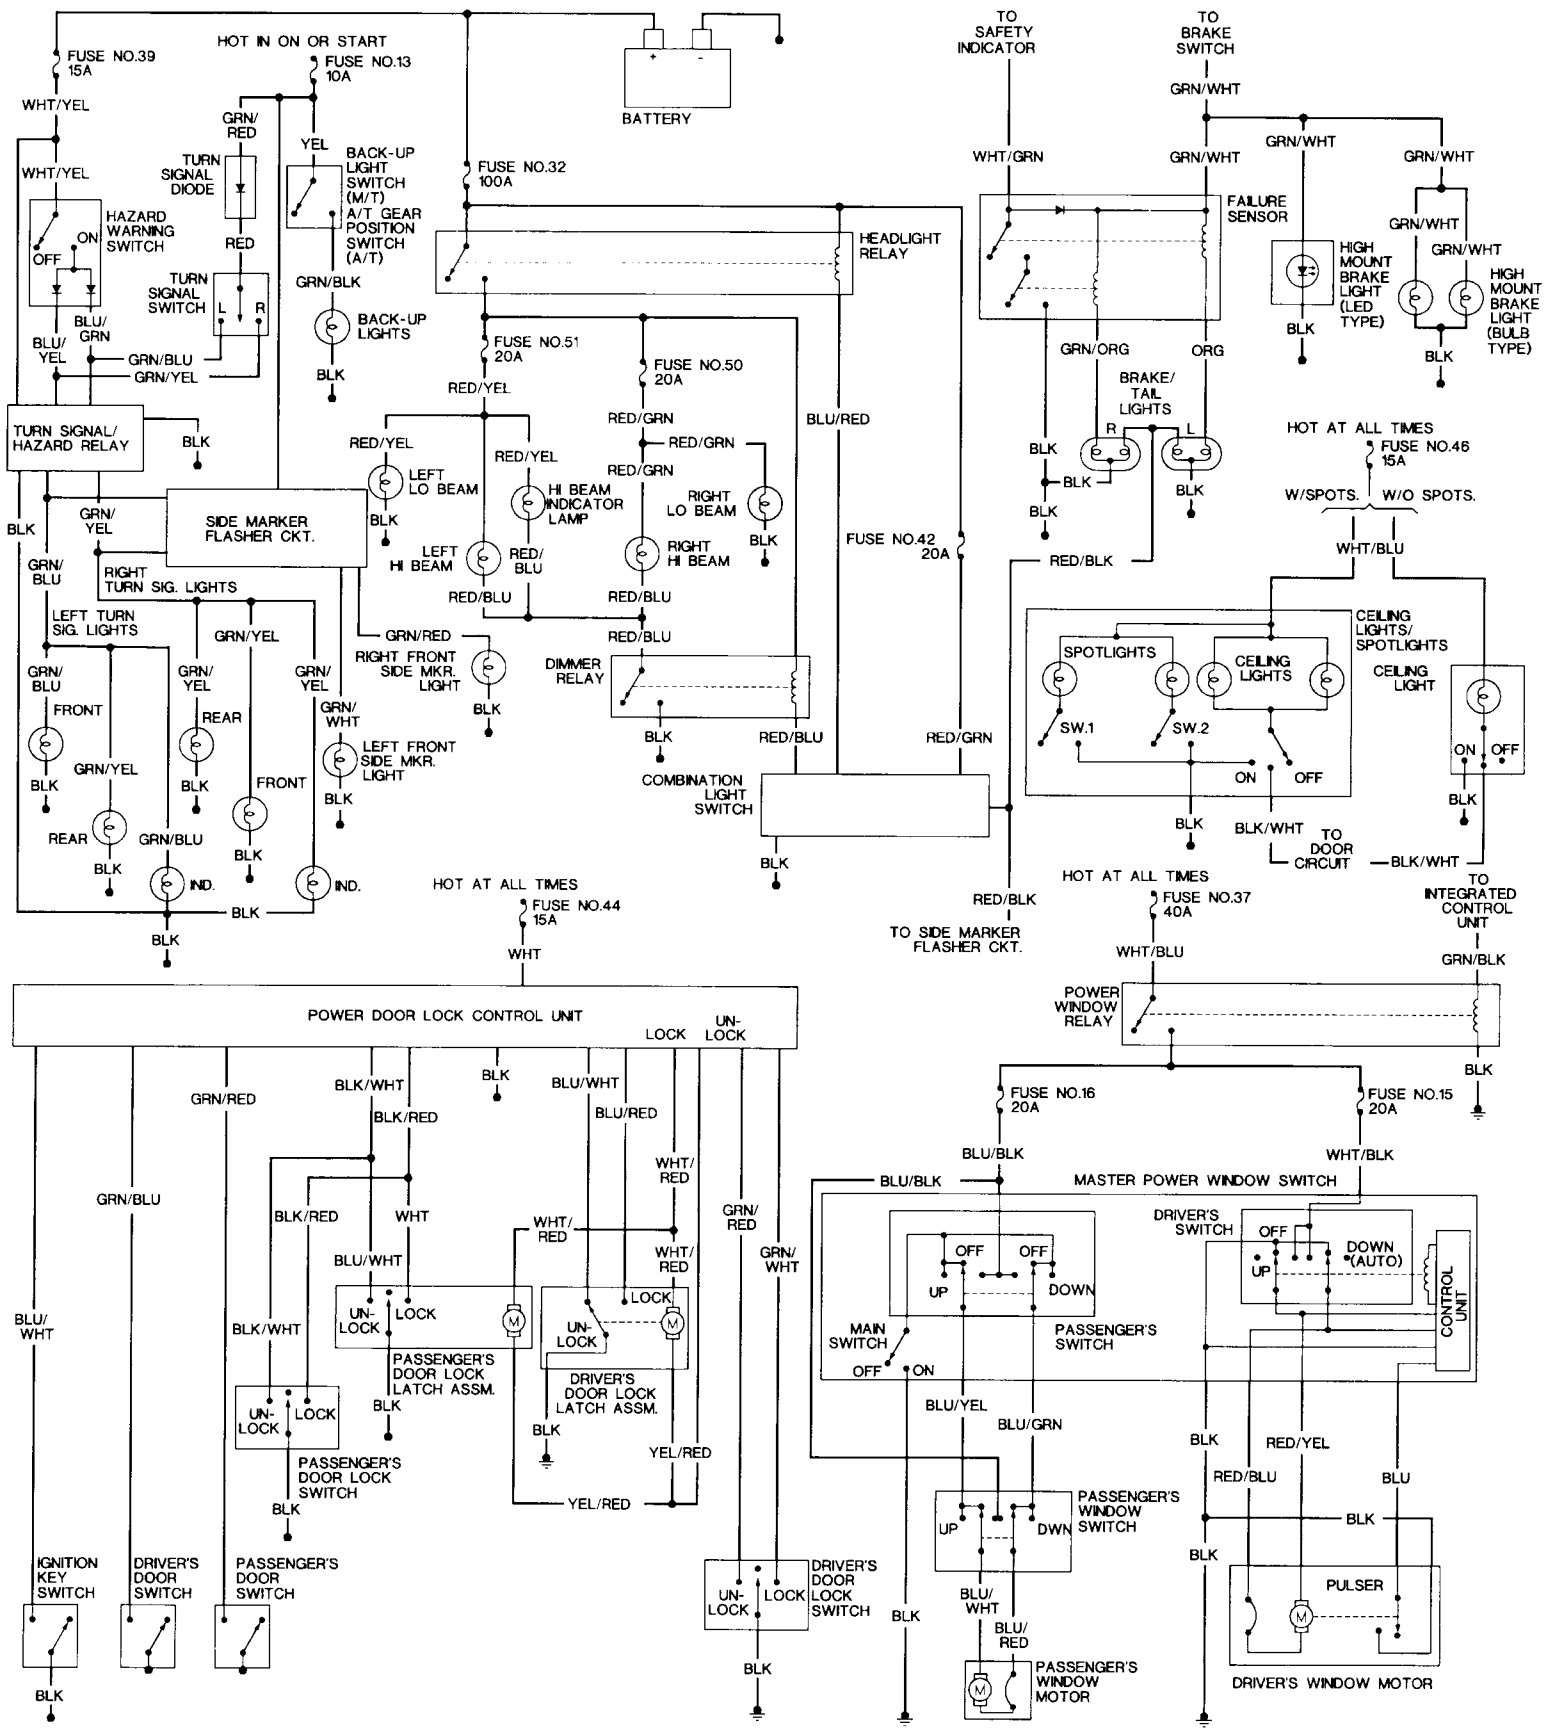 HOT IN ON OR START
FUSE NO.39
15A
FUSE NO.13
10A
WHT/YEL
WHT/YEL
GRN/
RED
YEL
TURN
SIGNAL
DIODE
BACK-UP
LIGHT
SWITCH
(M/T)
A/T GEAR
POSITION
SWITCH
(A/T)
HAZARD
WARNING
SWITCH
ON
OFF
RED
TURN
SIGNAL
SWITCH
L
R
GRN/BLK
BACK-UP
LIGHTS
BLK
BLU/
YEL
BLU/
GRN
GRN/BLU
GRN/YEL
TURN SIGNAL/
HAZARD RELAY
BLK
BATTERY
+
-
FUSE NO.32
100A
HEADLIGHT
RELAY
FUSE NO.51
20A
FUSE NO.50
20A
RED/YEL
RED/GRN
RED/GRN
RED/GRN
RED/YEL
RED/YEL
BLU/RED
LEFT
LO BEAM
HI BEAM
INDICATOR
LAMP
RIGHT
LO BEAM
BLK
BLK
LEFT
HI BEAM
RED/
BLU
RIGHT
HI BEAM
RED/BLU
RED/BLU
RED/BLU
FUSE NO.42
20A
DIMMER
RELAY
BLK
RED/BLU
RED/GRN
COMBINATION
LIGHT
SWITCH
BLK
TO
SAFETY
INDICATOR
TO
BRAKE
SWITCH
GRN/WHT
WHT/GRN
GRN/WHT
GRN/WHT
GRN/WHT
GRN/WHT
GRN/WHT
FAILURE
SENSOR
HIGH
MOUNT
BRAKE
LIGHT
(LED
TYPE)
HIGH
MOUNT
BRAKE
LIGHT
(BULB
TYPE)
BLK
BLK
GRN/ORG
ORG
BRAKE/
TAIL
LIGHTS
R
L
BLK
BLK
BLK
BLK
RED/BLK
HOT AT ALL TIMES
FUSE NO.46
15A
W/SPOTS.
W/O SPOTS.
WHT/BLU
CEILING
LIGHTS/
SPOTLIGHTS
SPOTLIGHTS
CEILING
LIGHTS
CEILING
LIGHT
SW.1
SW.2
ON
OFF
ON
OFF
BLK
BLK
BLK/WHT
TO
DOOR
CIRCUIT
BLK/WHT
RED/BLK
TO SIDE MARKER
FLASHER CKT.
BLK
GRN/
YEL
SIDE MARKER
FLASHER CKT.
GRN/
BLU
RIGHT
TURN SIG. LIGHTS
LEFT TURN
SIG. LIGHTS
GRN/YEL
GRN/RED
RIGHT FRONT
SIDE MKR.
LIGHT
BLK
GRN/
BLU
GRN/
YEL
GRN/
YEL
GRN/
WHT
FRONT
REAR
LEFT FRONT
SIDE MKR.
LIGHT
BLK
GRN/YEL
BLK
FRONT
BLK
REAR
GRN/BLU
BLK
BLK
IND.
IND.
BLK
BLK
HOT AT ALL TIMES
FUSE NO.44
15A
WHT
POWER DOOR LOCK CONTROL UNIT
LOCK
UN-
LOCK
BLK/WHT
BLK
BLU/WHT
GRN/RED
BLK/RED
BLU/RED
WHT/
RED
GRN/BLU
BLK/RED
WHT
WHT/
RED
WHT/
RED
GRN/
RED
GRN/
WHT
BLU/WHT
BLU/
WHT
BLK/WHT
UN-
LOCK
LOCK
M
LOCK
UN-
LOCK
M
PASSENGER'S
DOOR LOCK
LATCH ASSM.
DRIVER'S
DOOR LOCK
LATCH ASSM.
UN-
LOCK
LOCK
BLK
BLK
YEL/RED
PASSENGER'S
DOOR LOCK
SWITCH
BLK
YEL/RED
IGNITION
KEY
SWITCH
DRIVER'S
DOOR
SWITCH
PASSENGER'S
DOOR
SWITCH
BLK
UN-
LOCK
LOCK
DRIVER'S
DOOR
LOCK
SWITCH
BLK
HOT AT ALL TIMES
FUSE NO.37
40A
WHT/BLU
TO
INTEGRATED
CONTROL
UNIT
GRN/BLK
POWER
WINDOW
RELAY
BLK
FUSE NO.16
20A
FUSE NO.15
20A
BLU/BLK
WHT/BLK
BLU/BLK
MASTER POWER WINDOW SWITCH
DRIVER'S
SWITCH
OFF
UP
DOWN
(AUTO)
CONTROL
UNIT
OFF
OFF
UP
DOWN
MAIN
SWITCH
PASSENGER'S
SWITCH
OFF
ON
BLU/YEL
BLU/GRN
BLK
RED/YEL
RED/BLU
BLU
PASSENGER'S
WINDOW
SWITCH
UP
DWN
BLK
BLK
BLU/
WHT
BLK
BLU/
RED
PULSER
M
M
PASSENGER'S
WINDOW
MOTOR
DRIVER'S WINDOW MOTOR